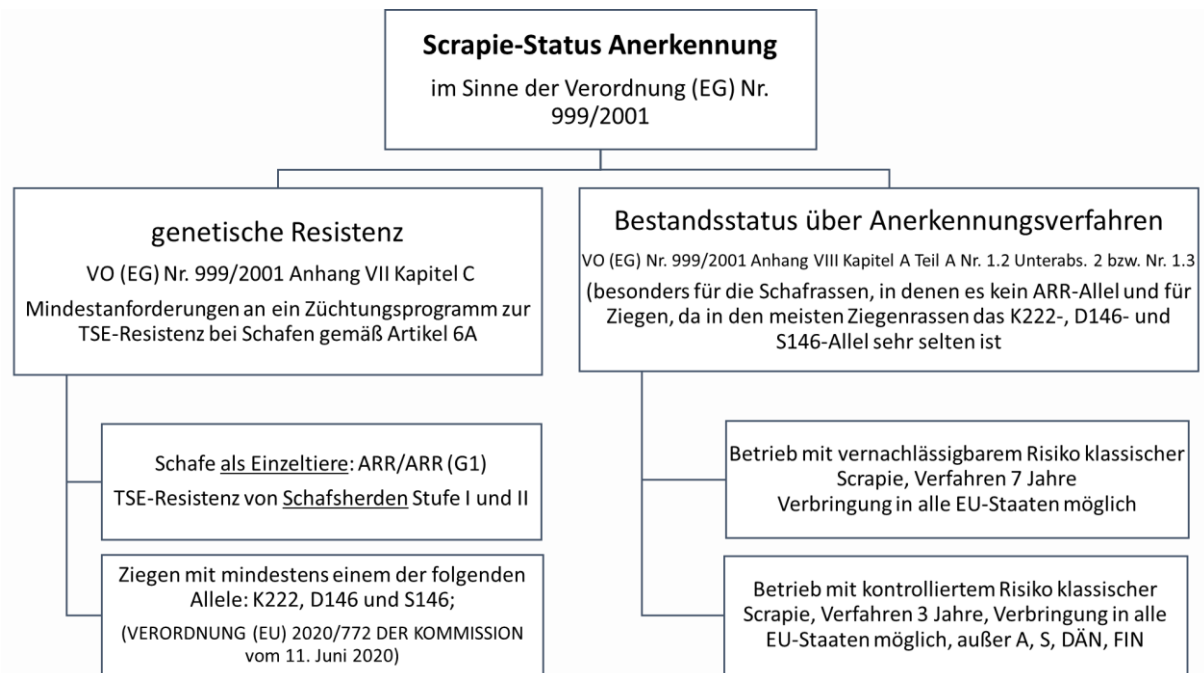 Scrapie-Status Anerkennung
im Sinne der Verordnung (EG) Nr.
999/2001
genetische Resistenz
VO (EG) Nr. 999/2001 Anhang VII Kapitel C
Mindestanforderungen an ein Züchtungsprogramm zur
TSE-Resistenz bei Schafen gemäß Artikel 6A
Schafe als Einzeltiere: ARR/ARR (G1)
TSE-Resistenz von Schafsherden Stufe I und II
Ziegen mit mindestens einem der folgenden
Allele: K222, D146 und S146;
(VERORDNUNG (EU) 2020/772 DER KOMMISSION
vom 11. Juni 2020)
Bestandsstatus über Anerkennungsverfahren
VO (EG) Nr. 999/2001 Anhang VIII Kapitel A Teil A Nr. 1.2 Unterabs. 2 bzw. Nr. 1.3
(besonders für die Schafrassen, in denen es kein ARR-Allel und für
Ziegen, da in den meisten Ziegenrassen das K222-, D146- und
S146-Allel sehr selten ist
Betrieb mit vernachlässigbarem Risiko klassischer
Scrapie, Verfahren 7 Jahre
Verbringung in alle EU-Staaten möglich
Betrieb mit kontrolliertem Risiko klassischer
Scrapie, Verfahren 3 Jahre, Verbringung in alle
EU-Staaten möglich, außer A, S, DÄN, FIN